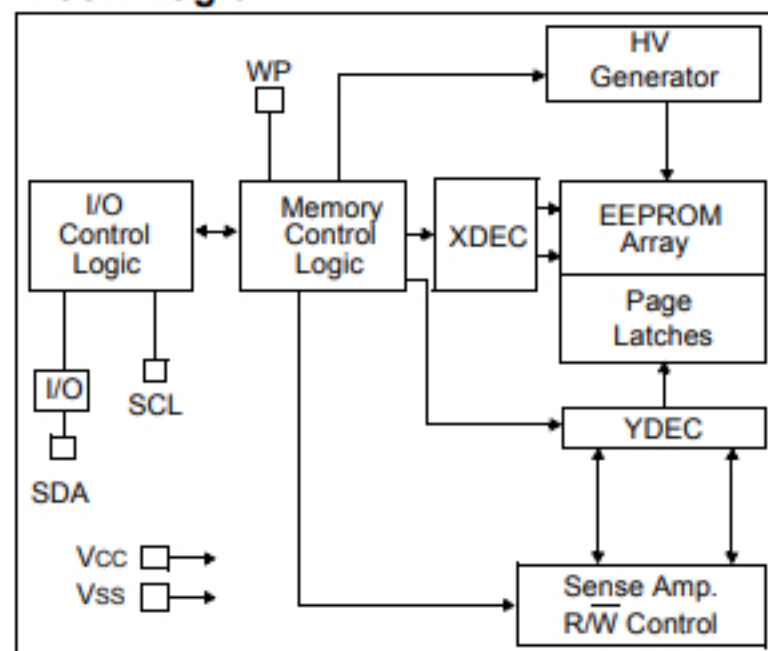 HV
Generator
WP
I/O
Control
Logic
Memory
Control
Logic
XDEC
EEPROM
Array
Page
Latches
I/O
SCL
YDEC
SDA
VCC
VSS
Sense Amp.
R/W̅ Control